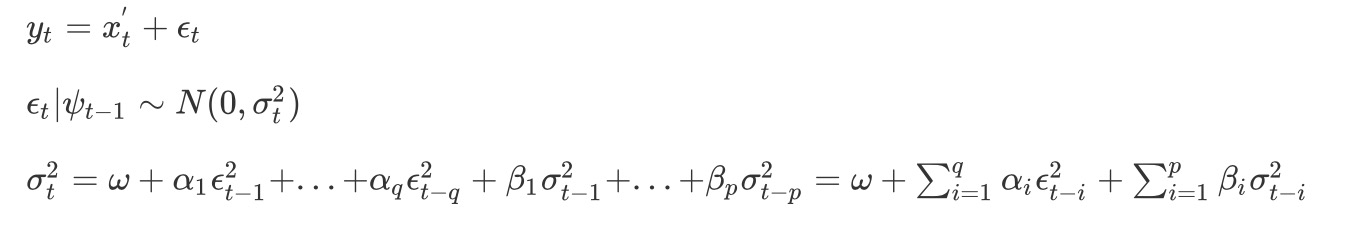 $y_t = x_t^{'} + \epsilon_t$
$\epsilon_t | \psi_{t-1} \sim N(0, \sigma_t^2)$
$\sigma_t^2 = \omega + \alpha_1 \epsilon_{t-1}^2 + \ldots + \alpha_q \epsilon_{t-q}^2 + \beta_1 \sigma_{t-1}^2 + \ldots + \beta_p \sigma_{t-p}^2 = \omega + \sum_{i=1}^{q} \alpha_i \epsilon_{t-i}^2 + \sum_{i=1}^{p} \beta_i \sigma_{t-i}^2$